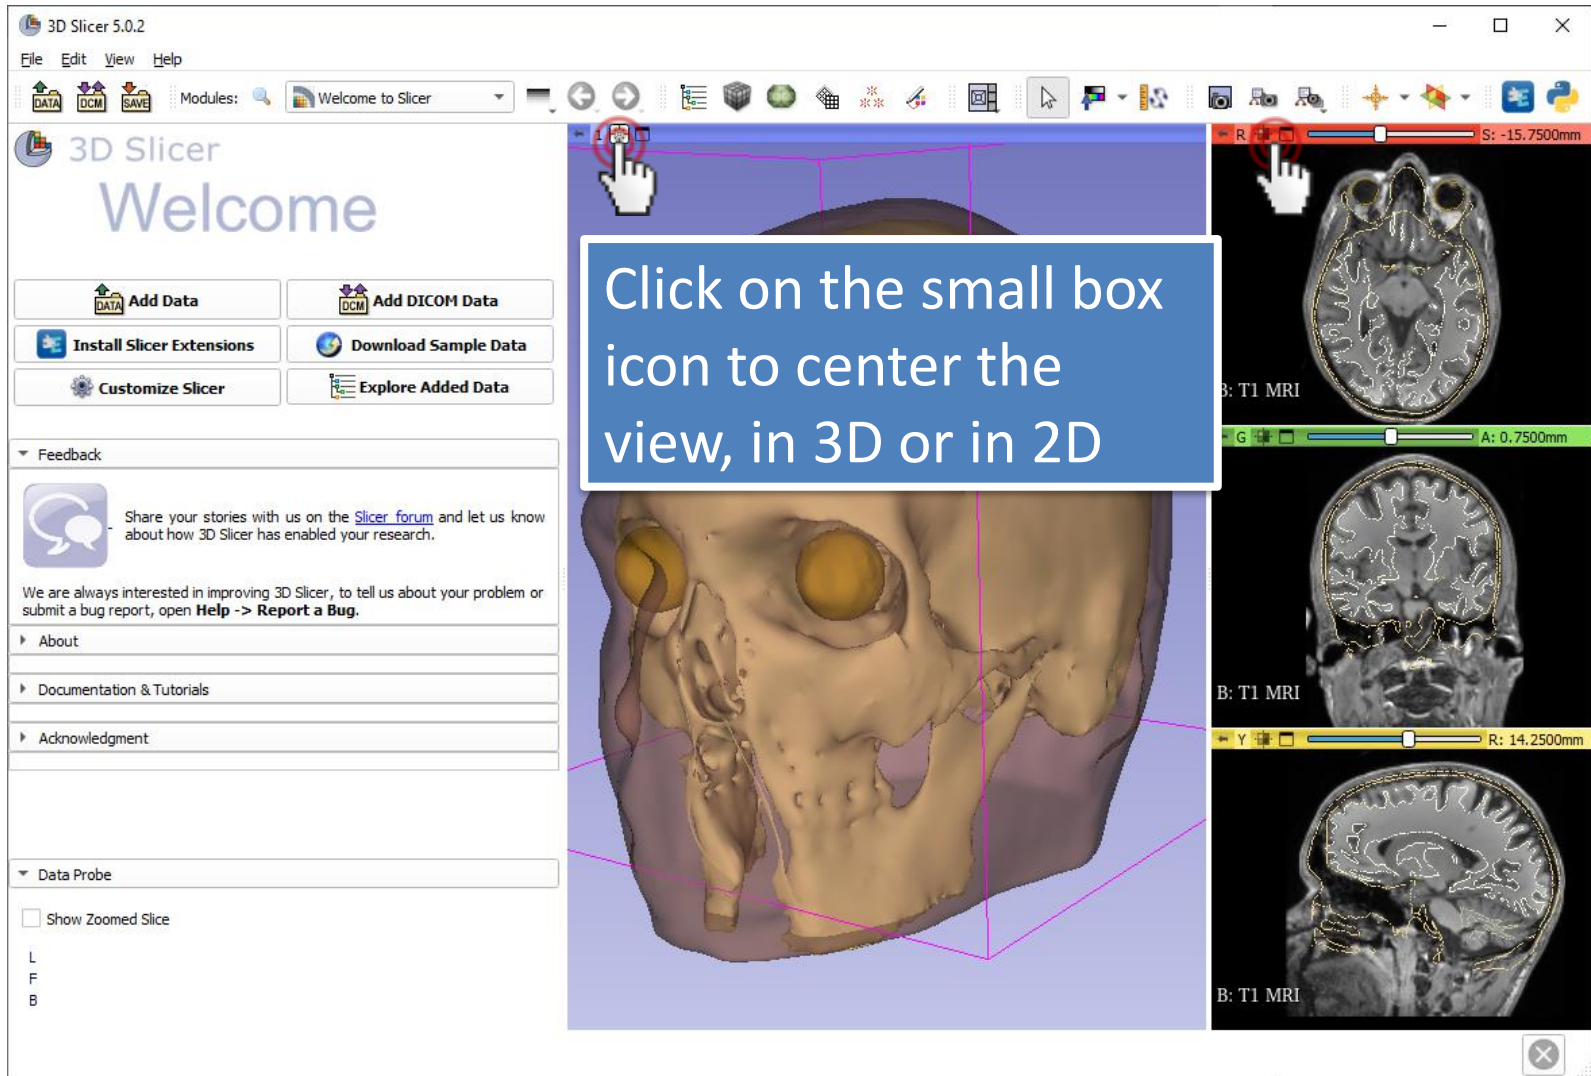 3D Slicer 5.0.2
File Edit View Help
DATA DCM SAVE Modules: Welcome to Slicer
1
R S: -15.7500mm
3D Slicer
Welcome
DATA Add Data
DCM Add DICOM Data
Install Slicer Extensions
Download Sample Data
Customize Slicer
Explore Added Data
Click on the small box
icon to center the
view, in 3D or in 2D
B: T1 MRI
G A: 0.7500mm
Feedback
Share your stories with us on the Slicer forum and let us know
about how 3D Slicer has enabled your research.
We are always interested in improving 3D Slicer, to tell us about your problem or
submit a bug report, open Help -> Report a Bug.
About
Documentation & Tutorials
Acknowledgment
B: T1 MRI
Y R: 14.2500mm
Data Probe
Show Zoomed Slice
L
F
B
B: T1 MRI